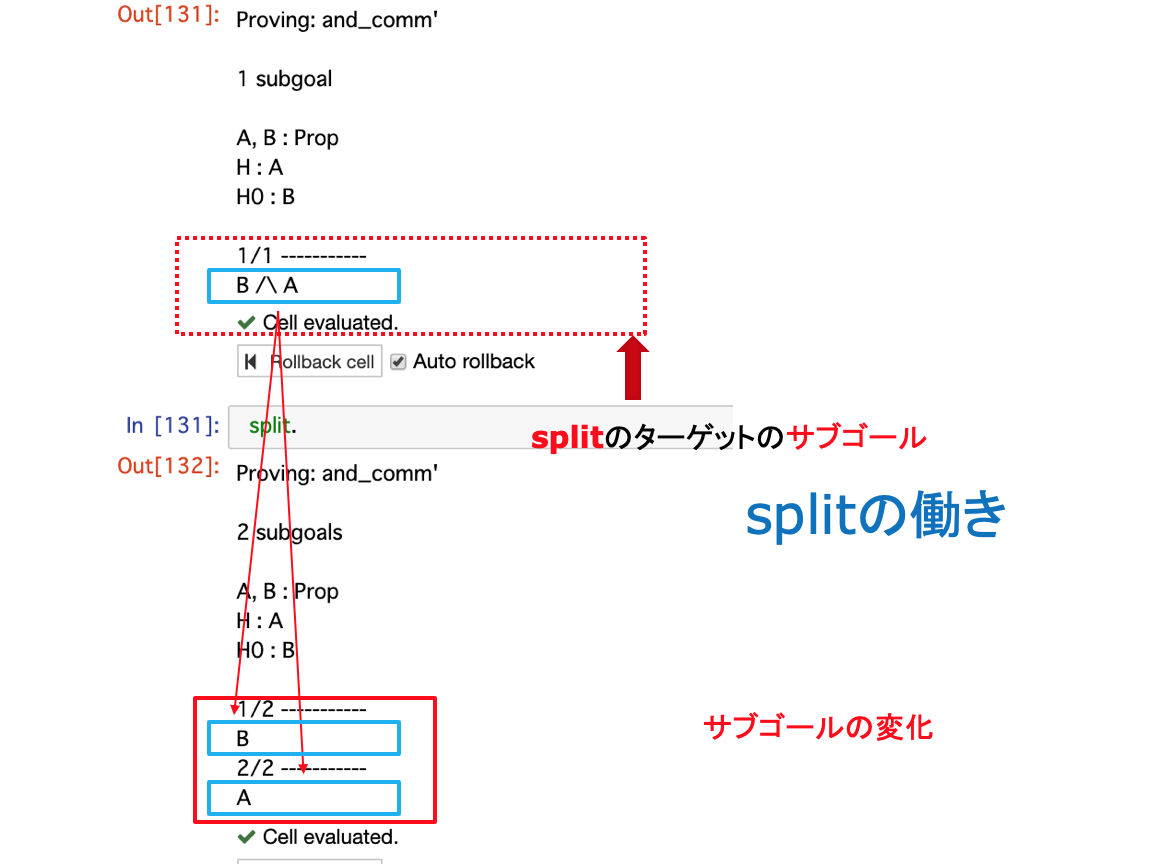 Out[131]: Proving: and_comm'
1 subgoal
A, B : Prop
H : A
H0 : B
1/1 -----------
B /\ A
✔ Cell evaluated.
Rollback cell Auto rollback
In [131]: split.
splitのターゲットのサブゴール
Out[132]: Proving: and_comm'
splitの働き
2 subgoals
A, B : Prop
H : A
H0 : B
1/2 -----------
サブゴールの変化
B
2/2 -----------
A
✔ Cell evaluated.